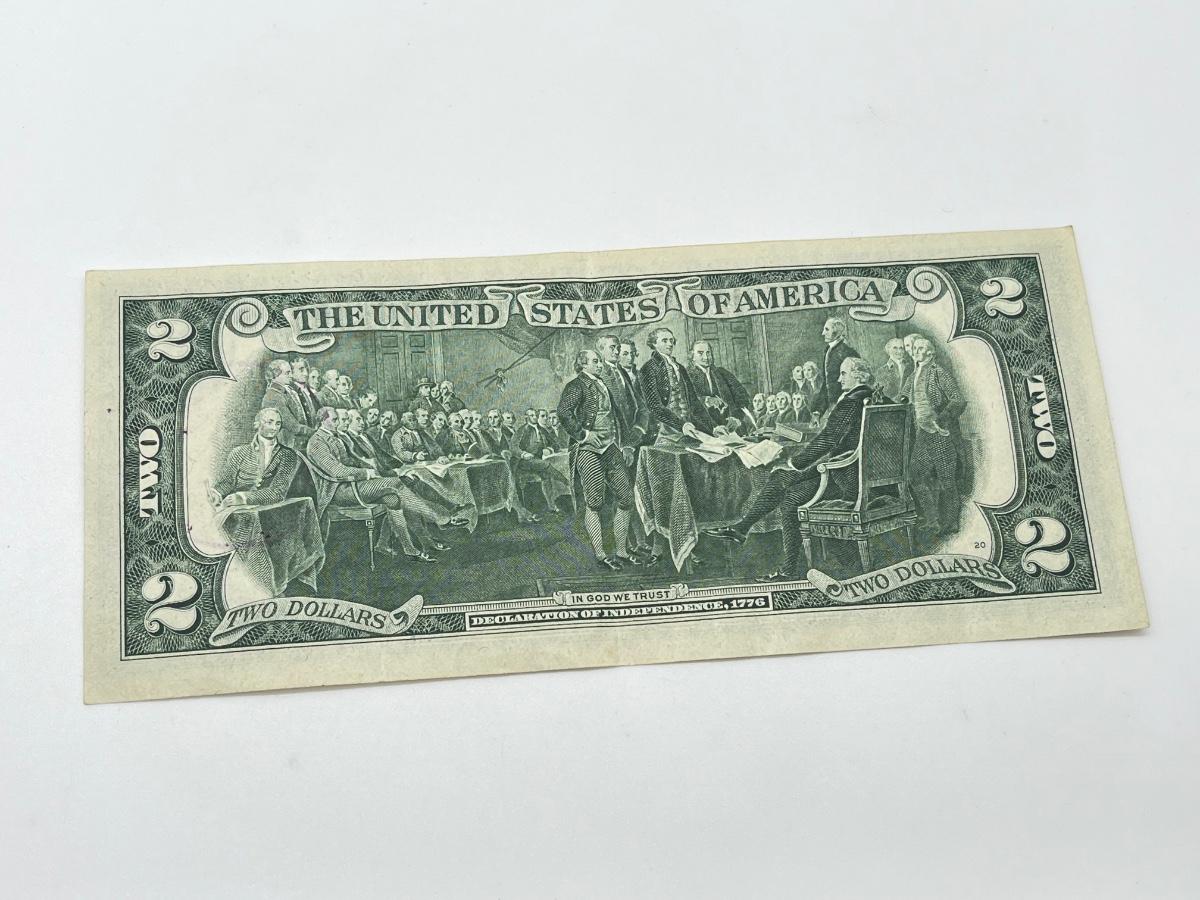 THE UNITED STATES OF AMERICA
2
2
TWO
TWO
20
2
2
TWO DOLLARS
TWO DOLLARS
IN GOD WE TRUST
DECLARATION OF INDEPENDENCE, 1776